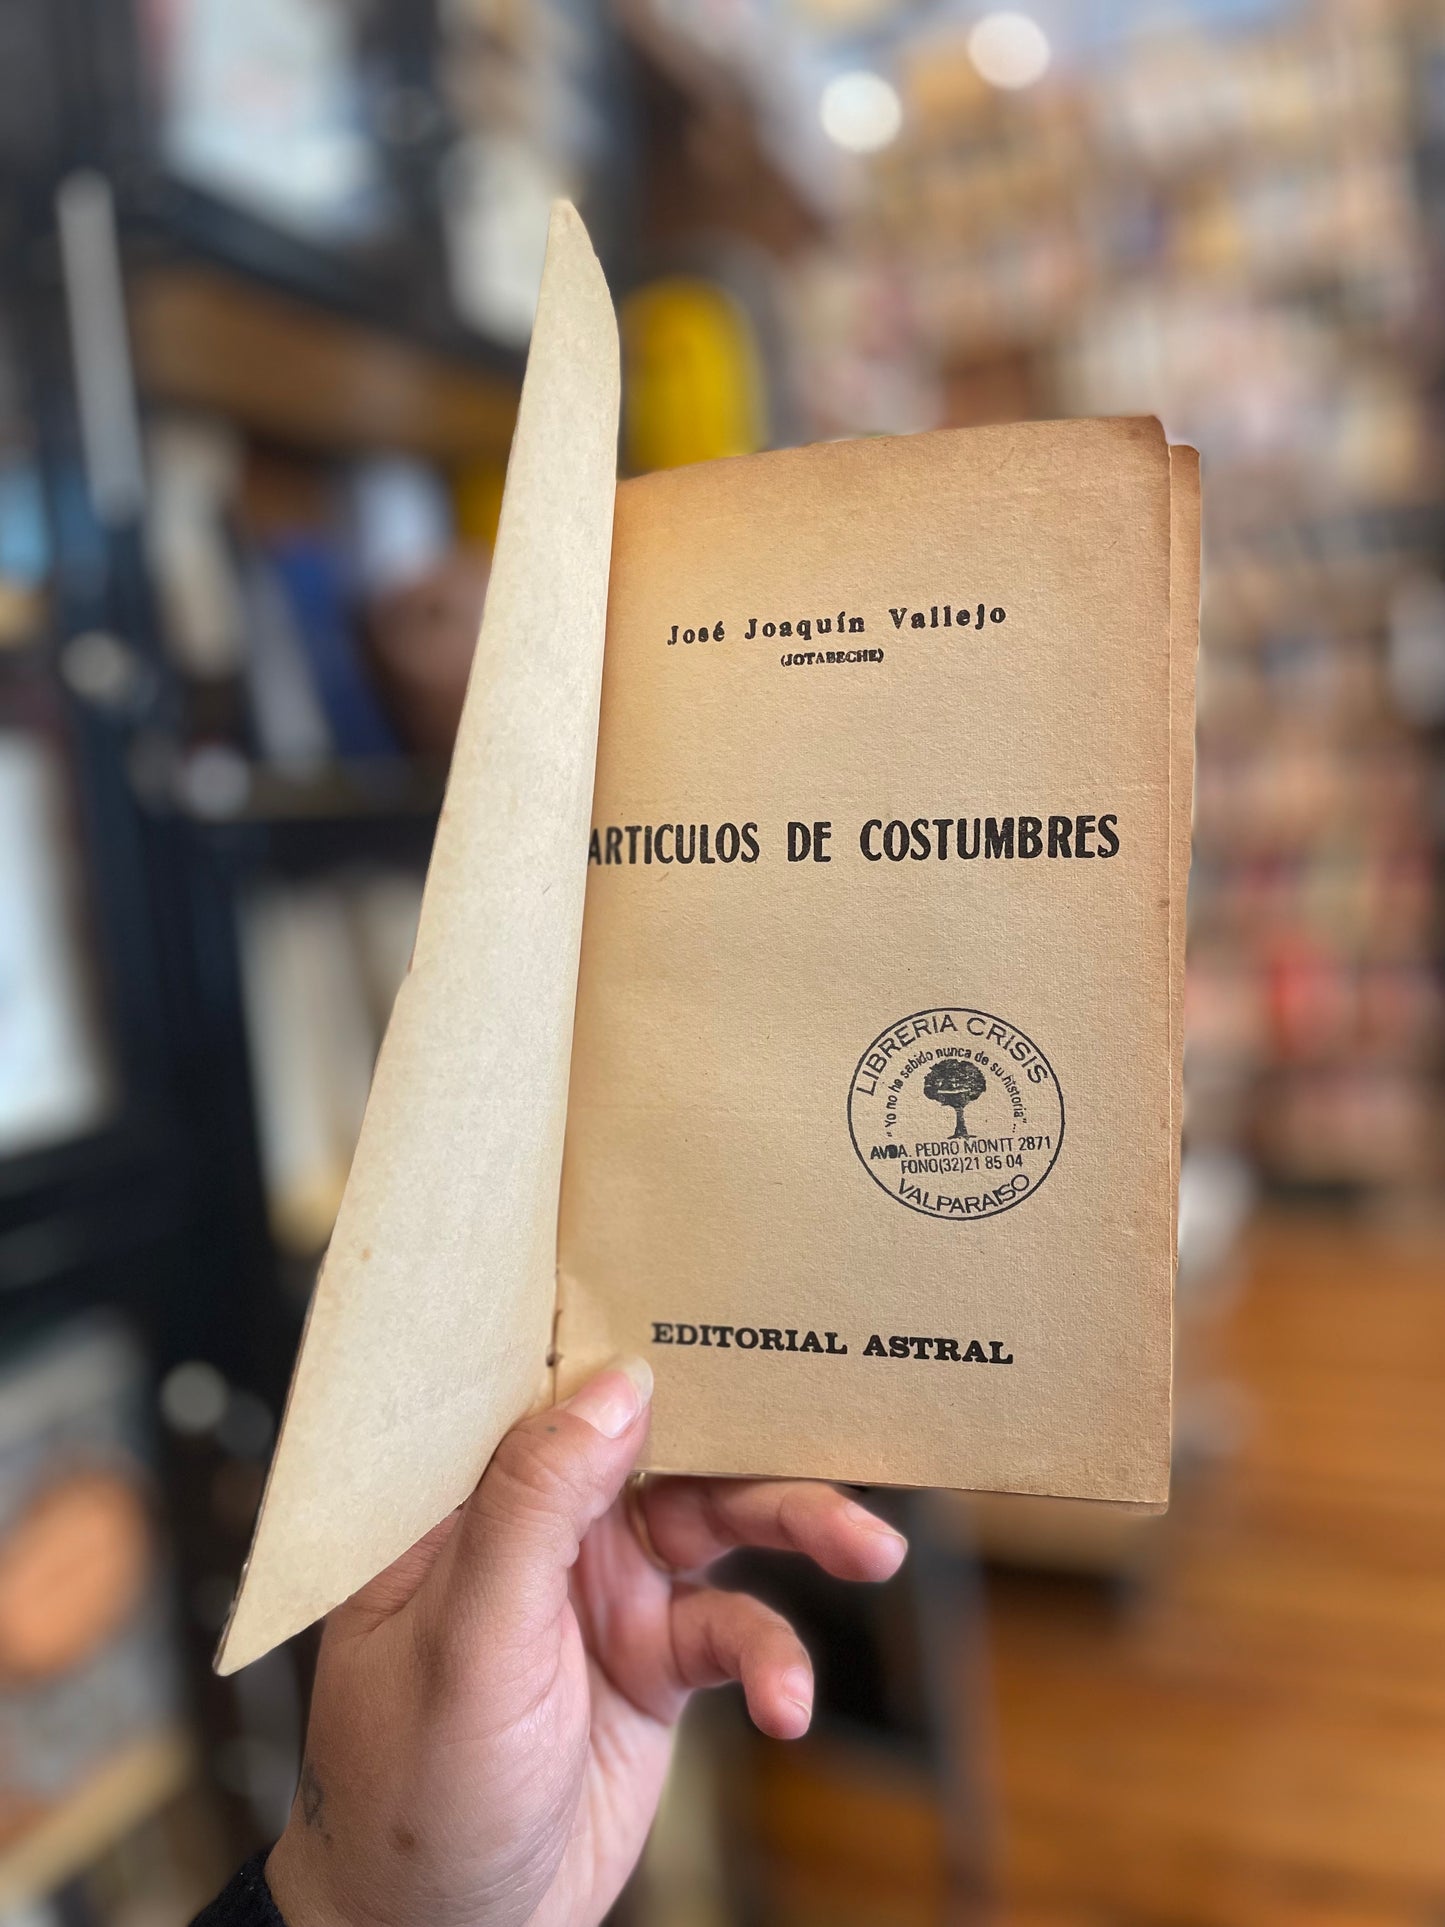 José Joaquín Vallejo
(JOTABECHE)
ARTICULOS DE COSTUMBRES
LIBRERIA CRISIS
"Yo no he sabido nunca de su historia"...
AVDA. PEDRO MONTT 2871
FONO(32)21 85 04
VALPARAISO
EDITORIAL ASTRAL